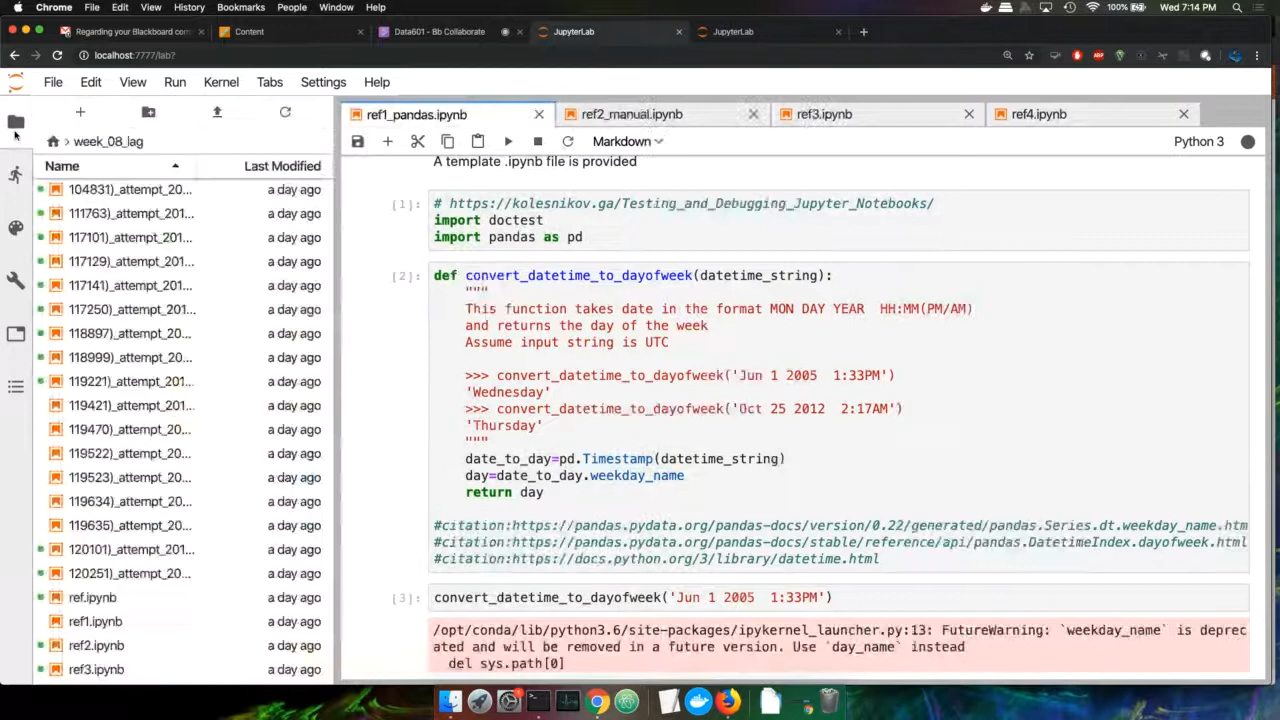 Chrome File Edit View History Bookmarks People Window Help 100% Wed 7:14 PM
Regarding your Blackboard com Content Data601 - Bb Collaborate JupyterLab JupyterLab
localhost:7777/lab?
File Edit View Run Kernel Tabs Settings Help
ref1_pandas.ipynb ref2_manual.ipynb ref3.ipynb ref4.ipynb
week_08_lag
Markdown Python 3
Name Last Modified
104831)_attempt_20... a day ago
111763)_attempt_201... a day ago
117101)_attempt_201... a day ago
117129)_attempt_201... a day ago
117141)_attempt_201... a day ago
117250)_attempt_201... a day ago
118897)_attempt_201... a day ago
118999)_attempt_201... a day ago
119221)_attempt_201... a day ago
119421)_attempt_201... a day ago
119470)_attempt_20... a day ago
119522)_attempt_20... a day ago
119523)_attempt_20... a day ago
119634)_attempt_20... a day ago
119635)_attempt_20... a day ago
120101)_attempt_201... a day ago
120251)_attempt_20... a day ago
ref.ipynb a day ago
ref1.ipynb a day ago
ref2.ipynb a day ago
ref3.ipynb a day ago
A template .ipynb file is provided
[1]: # https://kolesnikov.ga/Testing_and_Debugging_Jupyter_Notebooks/
import doctest
import pandas as pd
[2]: def convert_datetime_to_dayofweek(datetime_string):
"""
This function takes date in the format MON DAY YEAR HH:MM(PM/AM)
and returns the day of the week
Assume input string is UTC
>>> convert_datetime_to_dayofweek('Jun 1 2005 1:33PM')
'Wednesday'
>>> convert_datetime_to_dayofweek('Oct 25 2012 2:17AM')
'Thursday'
"""
date_to_day=pd.Timestamp(datetime_string)
day=date_to_day.weekday_name
return day
#citation:https://pandas.pydata.org/pandas-docs/version/0.22/generated/pandas.Series.dt.weekday_name.htm
#citation:https://pandas.pydata.org/pandas-docs/stable/reference/api/pandas.DatetimeIndex.dayofweek.html
#citation:https://docs.python.org/3/library/datetime.html
[3]: convert_datetime_to_dayofweek('Jun 1 2005 1:33PM')
/opt/conda/lib/python3.6/site-packages/ipykernel_launcher.py:13: FutureWarning: `weekday_name` is deprec
ated and will be removed in a future version. Use `day_name` instead
del sys.path[0]